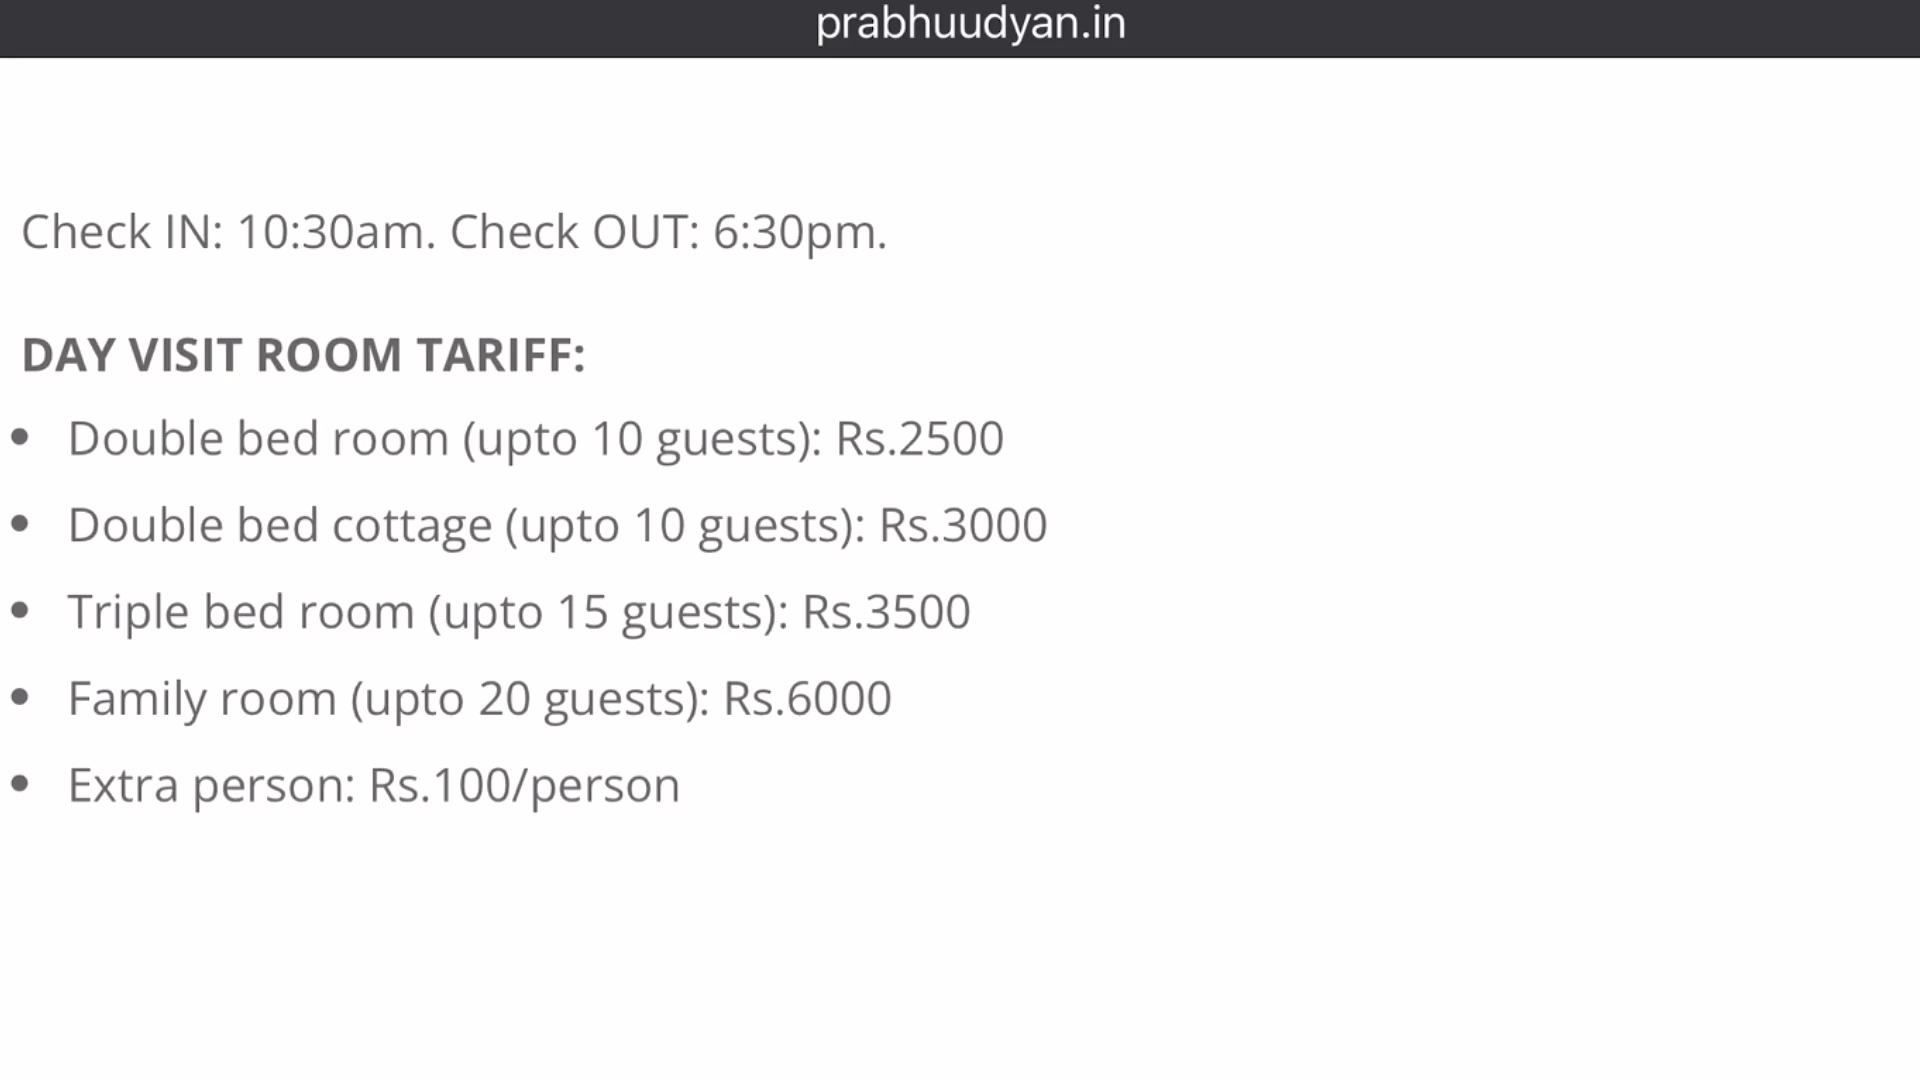 prabhuudyan.in
Check IN: 10:30am. Check OUT: 6:30pm.
DAY VISIT ROOM TARIFF:
• Double bed room (upto 10 guests): Rs.2500
• Double bed cottage (upto 10 guests): Rs.3000
• Triple bed room (upto 15 guests): Rs.3500
• Family room (upto 20 guests): Rs.6000
• Extra person: Rs.100/person